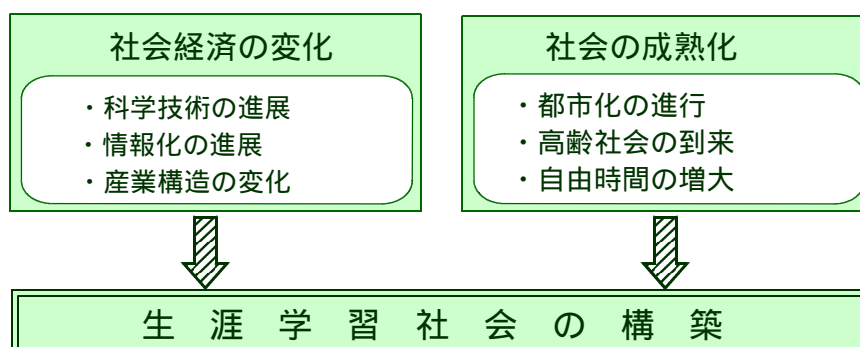 社会経済の変化
・科学技術の進展
・情報化の進展
・産業構造の変化
社会の成熟化
・都市化の進行
・高齢社会の到来
・自由時間の増大
生涯学習社会の構築